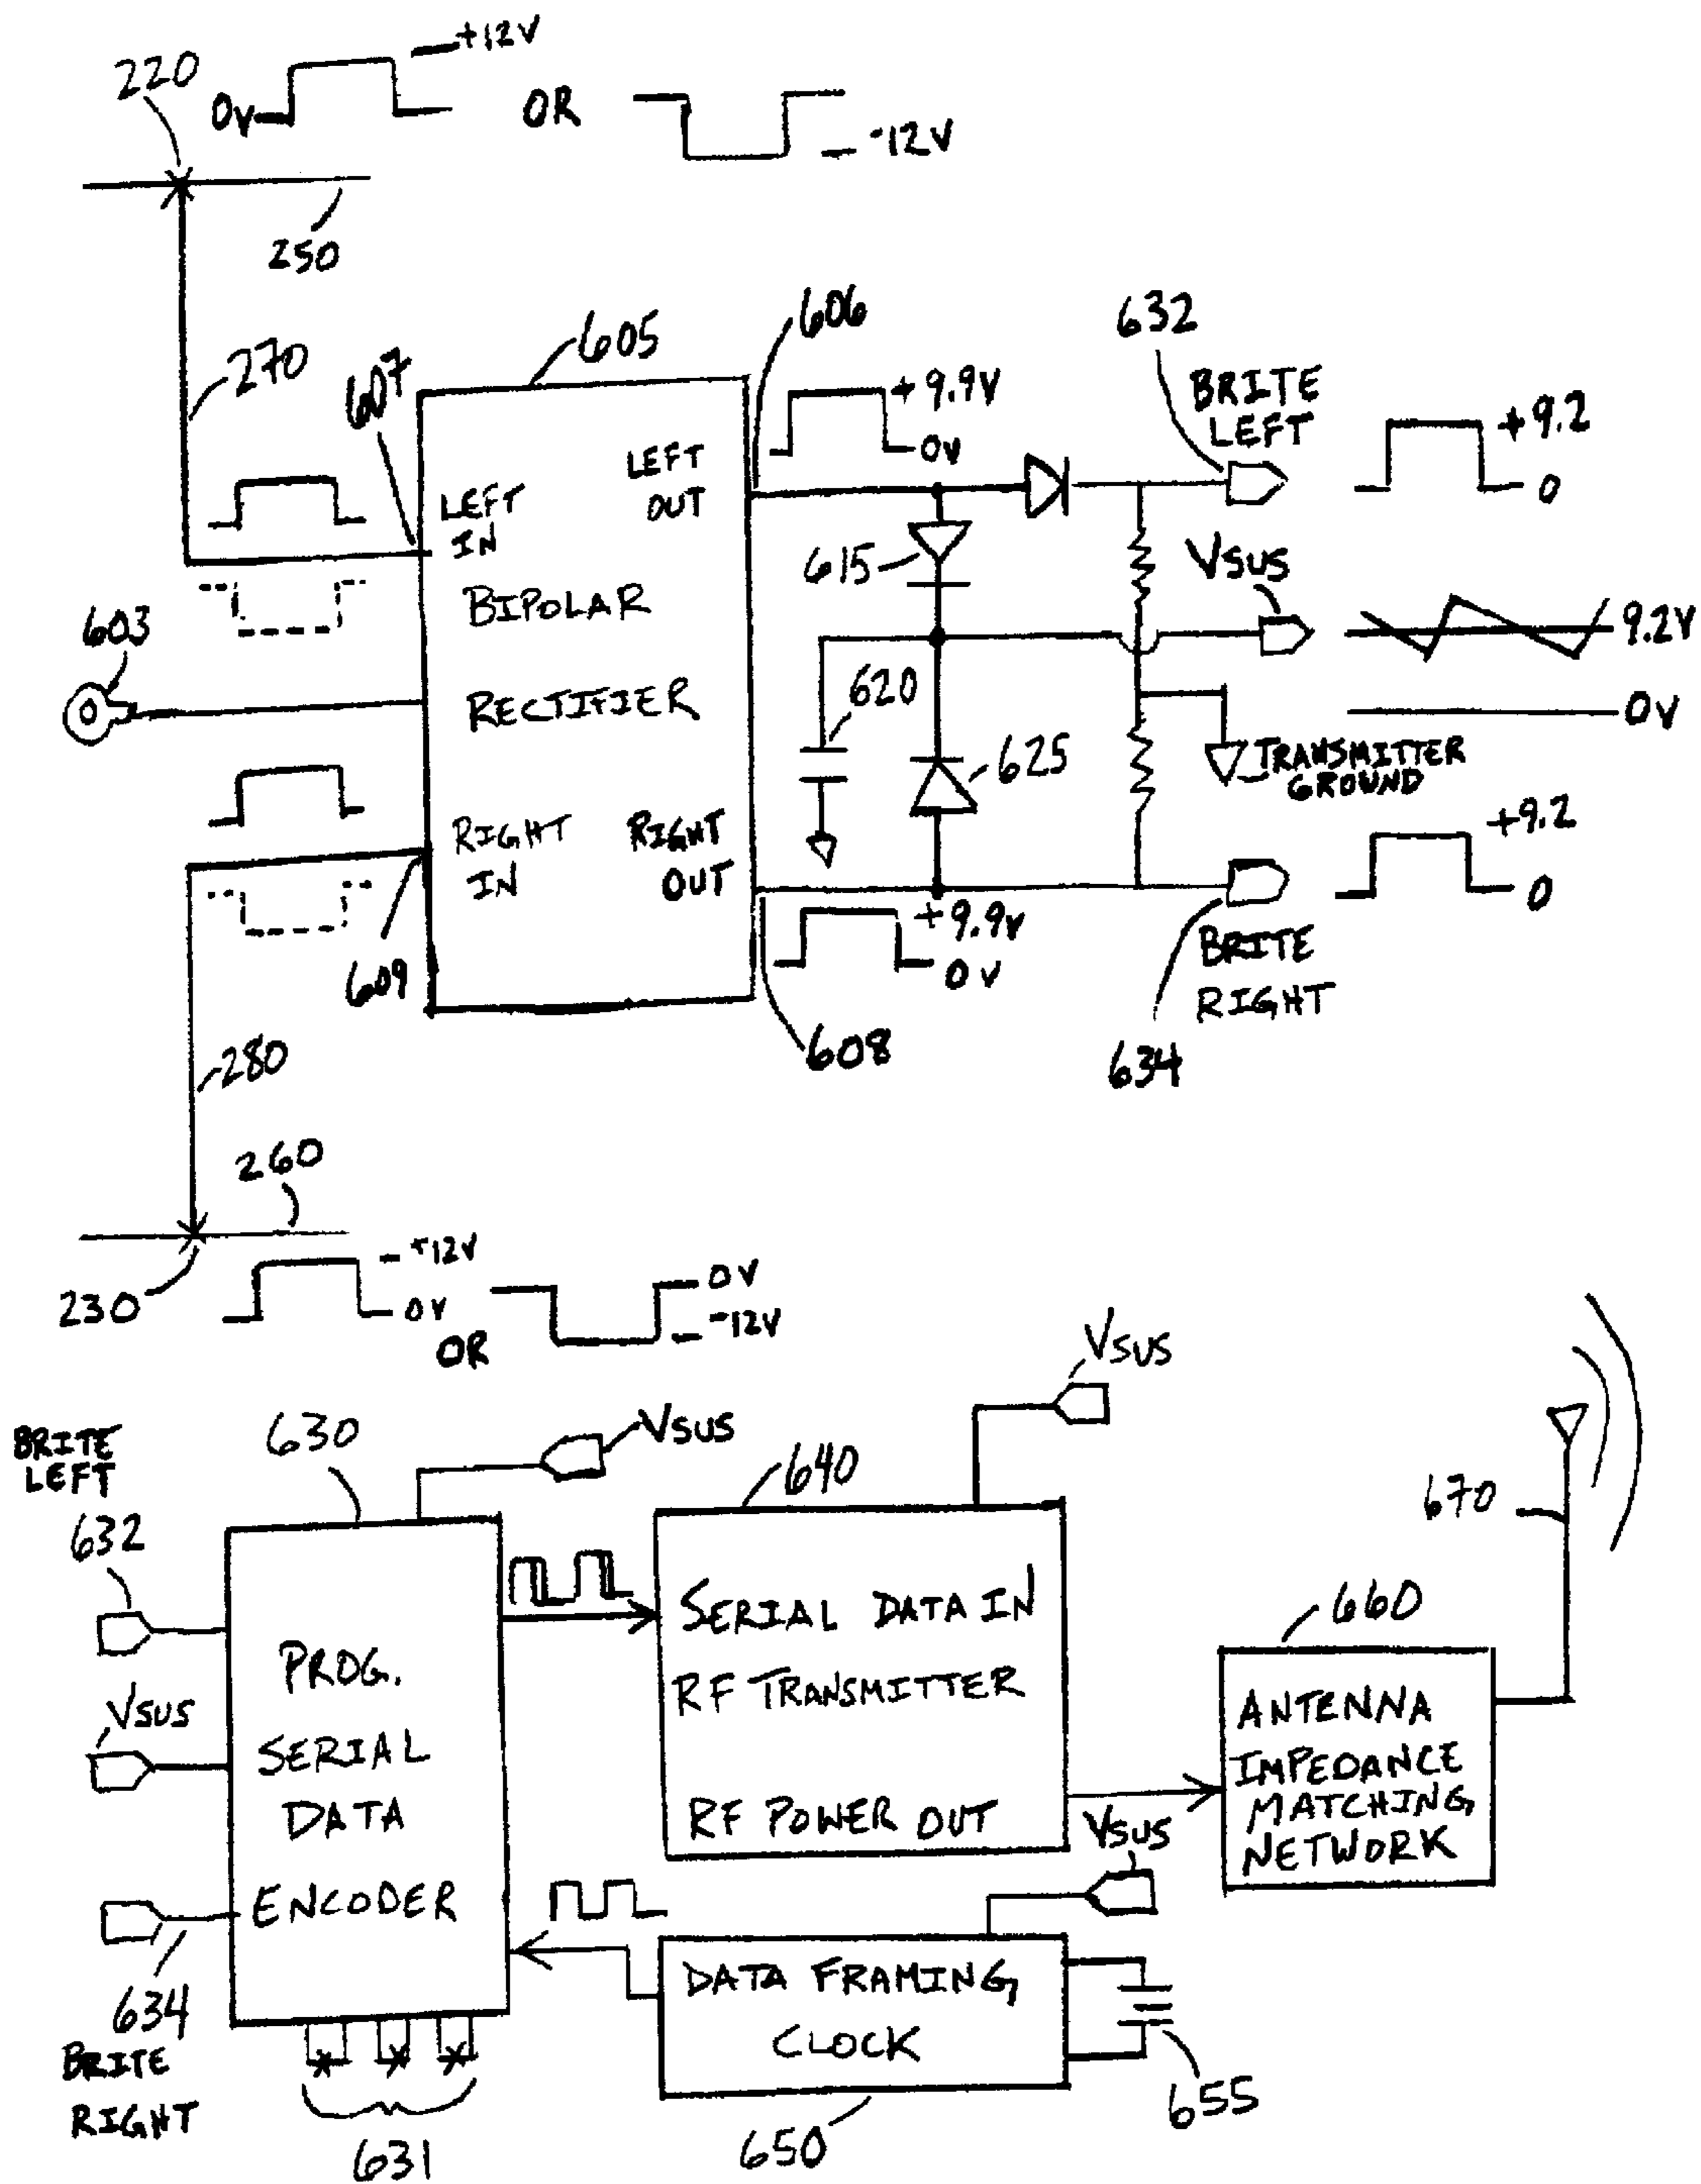 +12V
220
0V
OR
-12V
250
270
605
606
607
632
+9.9V
0V
BRITE
LEFT
+9.2
0
LEFT
IN
LEFT
OUT
615
VSUS
603
BIPOLAR
RECTIFIER
620
9.2V
0V
625
TRANSMITTER
GROUND
RIGHT
IN
RIGHT
OUT
+9.2
0
609
+9.9V
0V
BRITE
RIGHT
608
634
280
260
230
+12V
0V
OR
0V
-12V
BRITE
LEFT
630
VSUS
VSUS
640
670
632
PROG.
SERIAL
DATA
ENCODER
SERIAL DATA IN
RF TRANSMITTER
RF POWER OUT
660
VSUS
ANTENNA
IMPEDANCE
MATCHING
NETWORK
VSUS
634
BRITE
RIGHT
DATA FRAMING
CLOCK
655
631
650